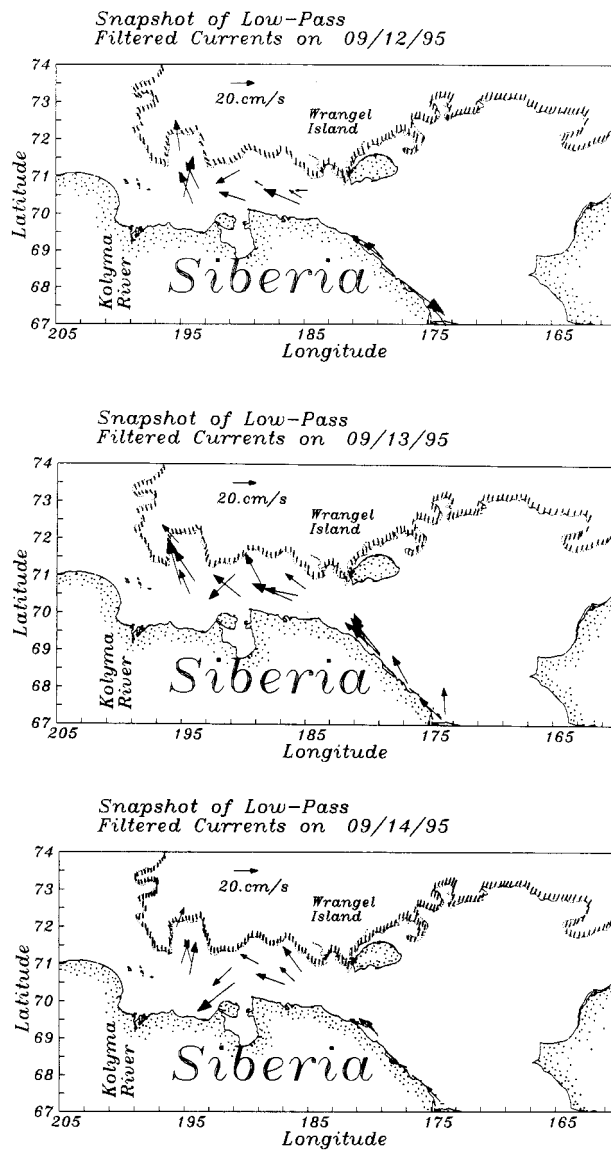 Snapshot of Low-Pass
Filtered Currents on 09/12/95
74
73
72
71
70
69
68
67
Latitude
20.cm/s
Wrangel
Island
Kolyma
River
Siberia
205
195
185
175
165
Longitude
Snapshot of Low-Pass
Filtered Currents on 09/13/95
74
73
72
71
70
69
68
67
Latitude
20.cm/s
Wrangel
Island
Kolyma
River
Siberia
205
195
185
175
165
Longitude
Snapshot of Low-Pass
Filtered Currents on 09/14/95
74
73
72
71
70
69
68
67
Latitude
20.cm/s
Wrangel
Island
Kolyma
River
Siberia
205
195
185
175
165
Longitude